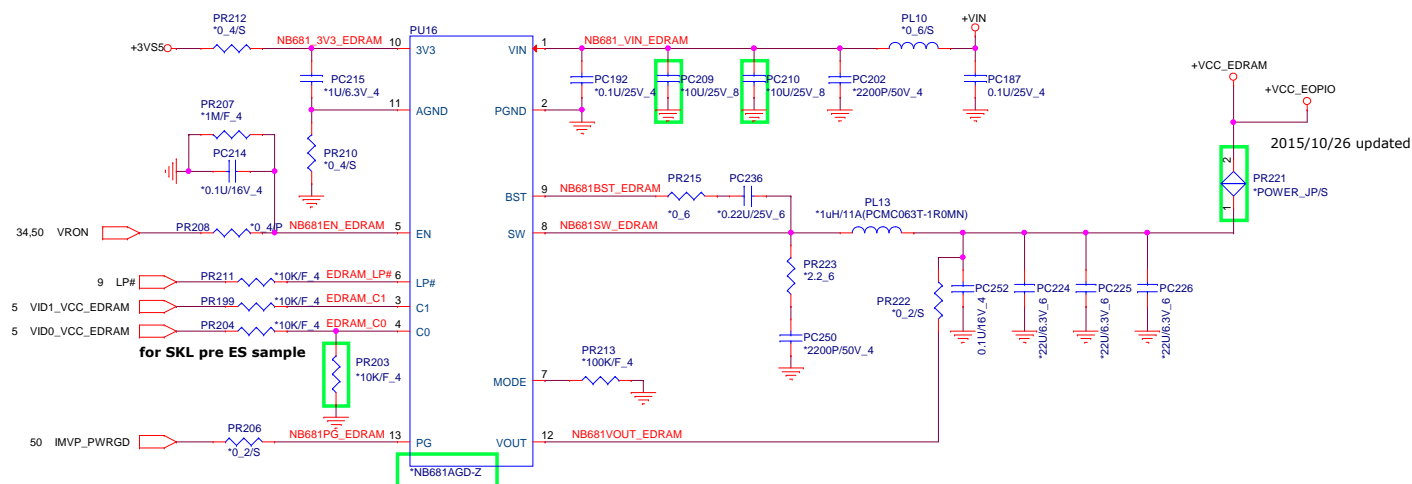 PR212
*0_4/S
+3VS5
NB681_3V3_EDRAM
10
3V3
PU16
PC215
*1U/6.3V_4
11
AGND
PR207
*1M/F_4
PC214
*0.1U/16V_4
PR210
*0_4/S
34,50 VRON
PR208
*0_4/P
NB681EN_EDRAM
5
EN
9 LP#
PR211
*10K/F_4
EDRAM_LP#
6
LP#
5 VID1_VCC_EDRAM
PR199
*10K/F_4
EDRAM_C1
3
C1
5 VID0_VCC_EDRAM
PR204
*10K/F_4
EDRAM_C0
4
C0
for SKL pre ES sample
PR203
*10K/F_4
50 IMVP_PWRGD
PR206
*0_2/S
NB681PG_EDRAM
13
PG
*NB681AGD-Z
VIN
1
NB681_VIN_EDRAM
PL10
*0_6/S
+VIN
PC192
*0.1U/25V_4
PC209
*10U/25V_8
PC210
*10U/25V_8
PC202
*2200P/50V_4
PC187
0.1U/25V_4
PGND
2
BST
9
NB681BST_EDRAM
PR215
*0_6
PC236
*0.22U/25V_6
SW
8
NB681SW_EDRAM
PL13
*1uH/11A(PCMC063T-1R0MN)
PR223
*2.2_6
PC250
*2200P/50V_4
PR222
*0_2/S
PC252
0.1U/16V_4
PC224
*22U/6.3V_6
PC225
*22U/6.3V_6
PC226
*22U/6.3V_6
MODE
7
PR213
*100K/F_4
VOUT
12
NB681VOUT_EDRAM
+VCC_EDRAM
+VCC_EOPIO
2015/10/26 updated
2
PR221
*POWER_JP/S
1